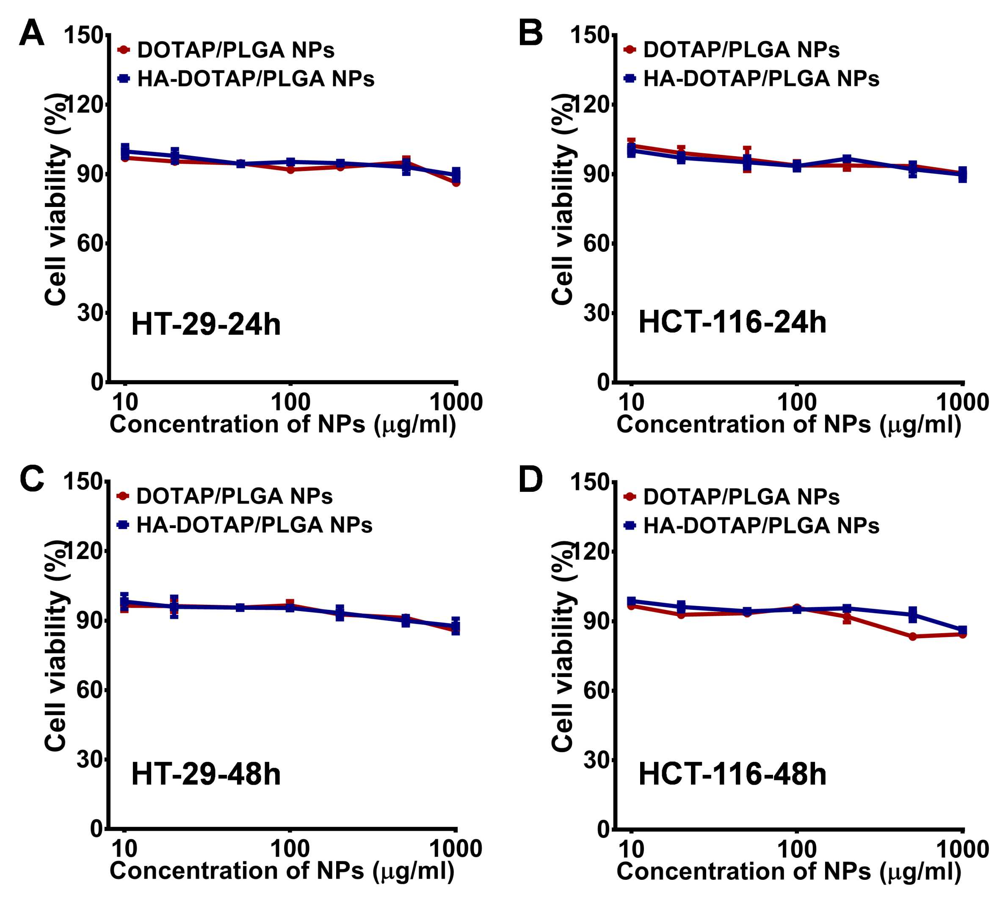 A
150
DOTAP/PLGA NPs
HA-DOTAP/PLGA NPs
120
90
60
30
0
Cell viability (%)
HT-29-24h
10 100 1000
Concentration of NPs (μg/ml)
B
150
DOTAP/PLGA NPs
HA-DOTAP/PLGA NPs
120
90
60
30
0
Cell viability (%)
HCT-116-24h
10 100 1000
Concentration of NPs (μg/ml)
C
150
DOTAP/PLGA NPs
HA-DOTAP/PLGA NPs
120
90
60
30
0
Cell viability (%)
HT-29-48h
10 100 1000
Concentration of NPs (μg/ml)
D
150
DOTAP/PLGA NPs
HA-DOTAP/PLGA NPs
120
90
60
30
0
Cell viability (%)
HCT-116-48h
10 100 1000
Concentration of NPs (μg/ml)